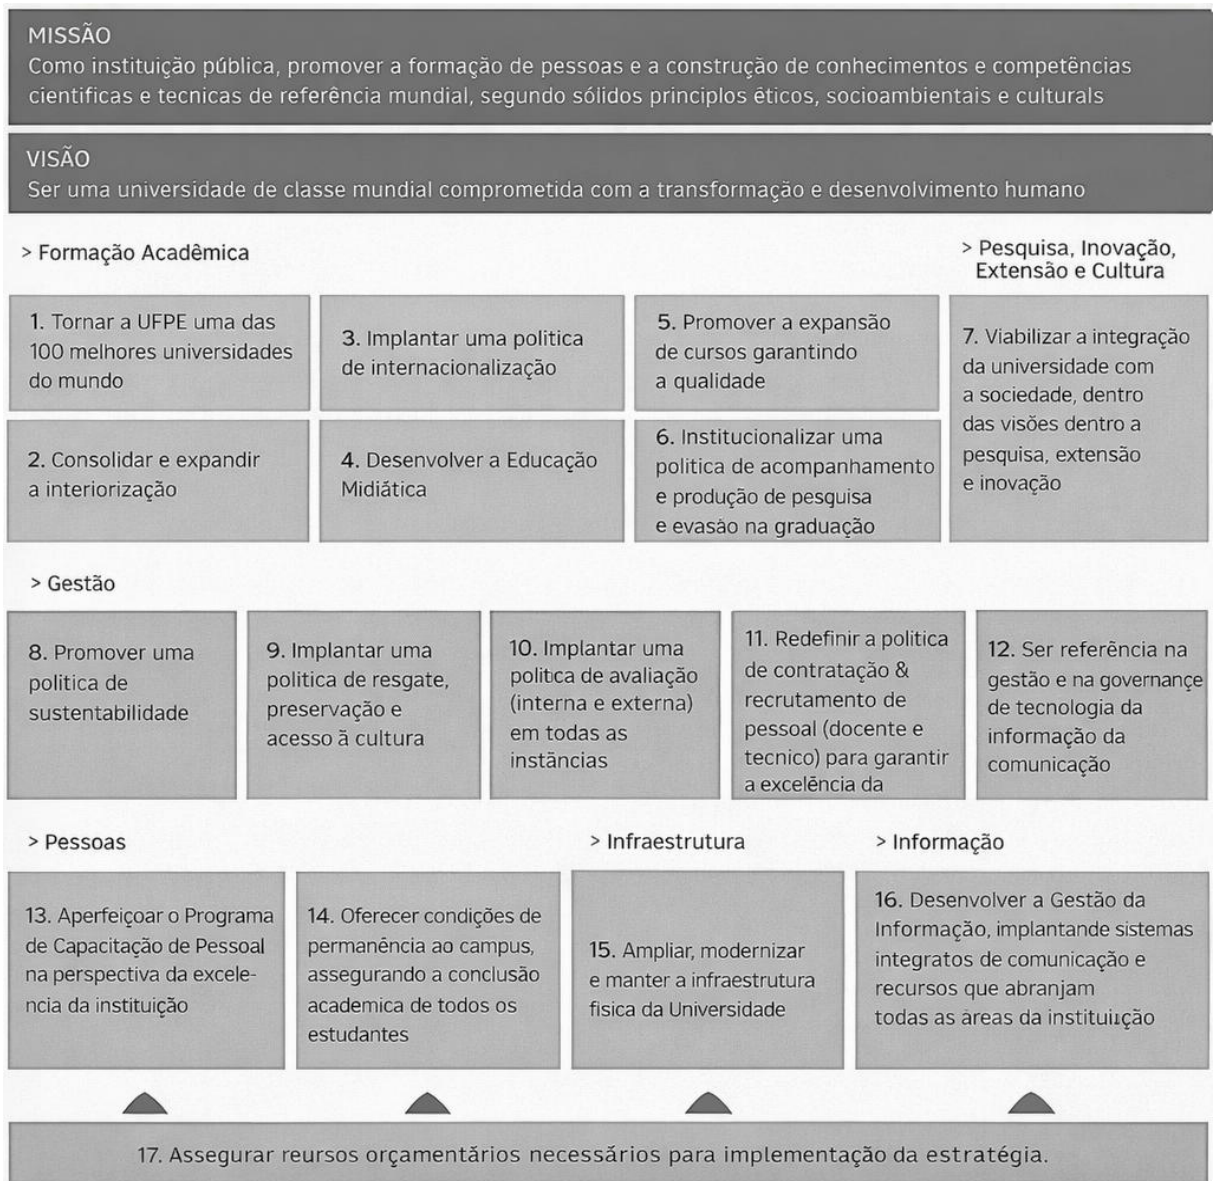 MISSÃO
Como instituição pública, promover a formação de pessoas e a construção de conhecimentos e competências
cientificas e tecnicas de referência mundial, segundo sólidos principlos éticos, socioambientais e culturals
VISÃO
Ser uma universidade de classe mundial comprometida com a transformação e desenvolvimento humano
> Formação Acadêmica
1. Tornar a UFPE uma das
100 melhores universidades
do mundo
3. Implantar uma politica
de internacionalização
5. Promover a expansão
de cursos garantindo
a qualidade
2. Consolidar e expandir
a interiorização
4. Desenvolver a Educação
Midiática
6. Institucionalizar uma
politica de acompanhamento
e produção de pesquisa
e evasão na graduação
> Pesquisa, Inovação,
Extensão e Cultura
7. Viabilizar a integração
da universidade com
a sociedade, dentro
das visões dentro a
pesquisa, extensão
e inovação
> Gestão
8. Promover uma
politica de
sustentabilidade
9. Implantar uma
politica de resgate,
preservação e
acesso ã cultura
10. Implantar uma
politica de avaliação
(interna e externa)
em todas as
instâncias
11. Redefinir a politica
de contratação &
recrutamento de
pessoal (docente e
tecnico) para garantir
a excelência da
12. Ser referência na
gestão e na governançe
de tecnologia da
informação da
comunicação
> Pessoas
13. Aperfeiçoar o Programa
de Capacitação de Pessoal
na perspectiva da excele-
ncia da instituição
14. Oferecer condições de
permanência ao campus,
assegurando a conclusão
academica de todos os
estudantes
> Infraestrutura
15. Ampliar, modernizar
e manter a infraestrutura
fisica da Universidade
> Informação
16. Desenvolver a Gestão da
Informação, implantande sistemas
integratos de comunicação e
recursos que abranjam
todas as àreas da instituiução
17. Assegurar reursos orçamentários necessários para implementação da estratégia.